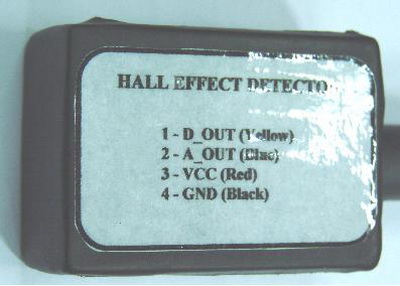 HALL EFFECT DETECTO
1 - D_OUT (Yellow)
2 - A_OUT (Blue)
3 - VCC (Red)
4 - GND (Black)